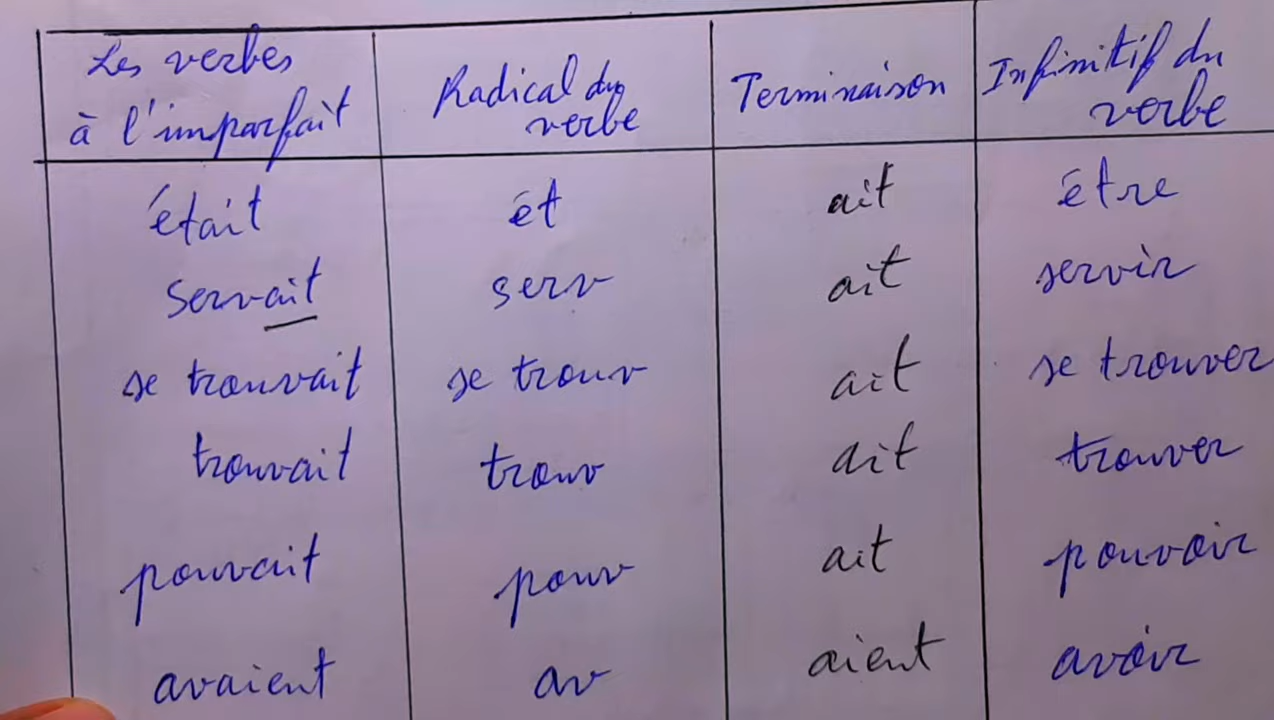 Les verbes à l'imparfait | Radical du verbe | Terminaison | Infinitif du verbe
était | ét | ait | être
servait | serv | ait | servir
se trouvait | se trouv | ait | se trouver
trouvait | trouv | ait | trouver
pouvait | pouv | ait | pouvoir
avaient | av | aient | avoir